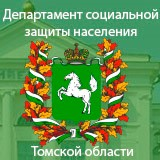 Департамент социальной
защиты населения
Томской области